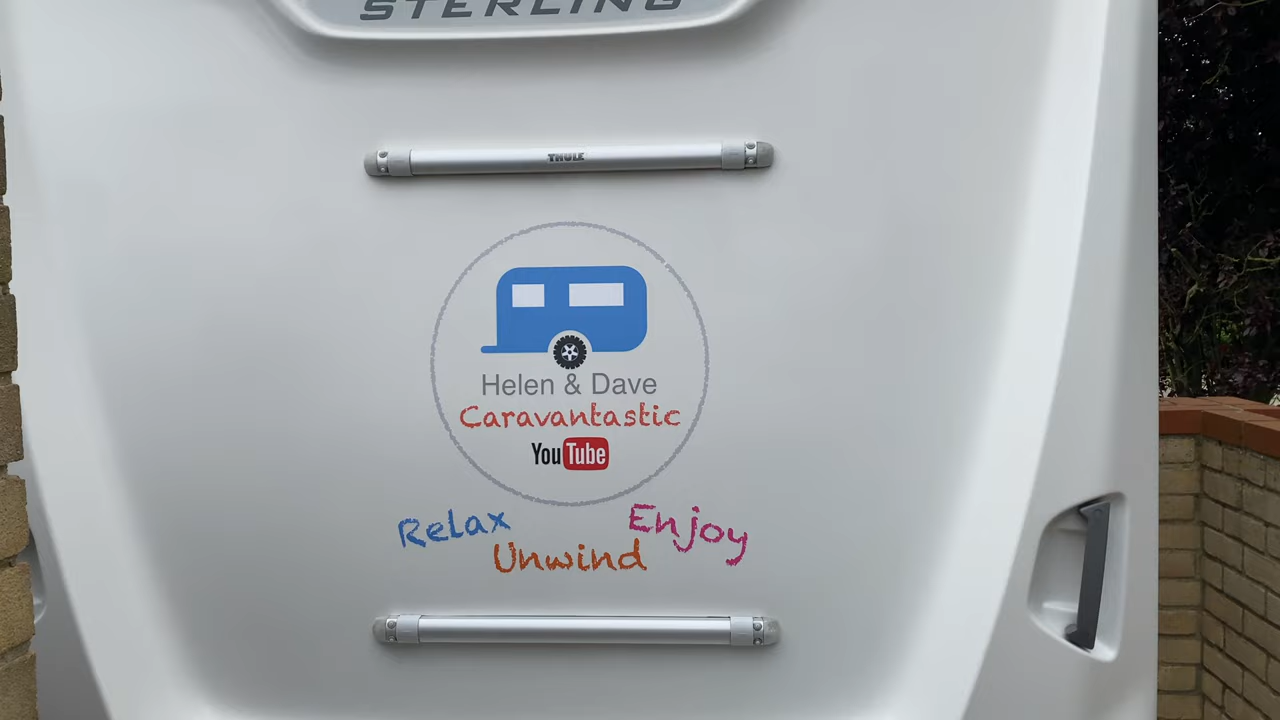 STERLING
THULE
Helen & Dave
Caravantastic
YouTube
Relax Enjoy
Unwind